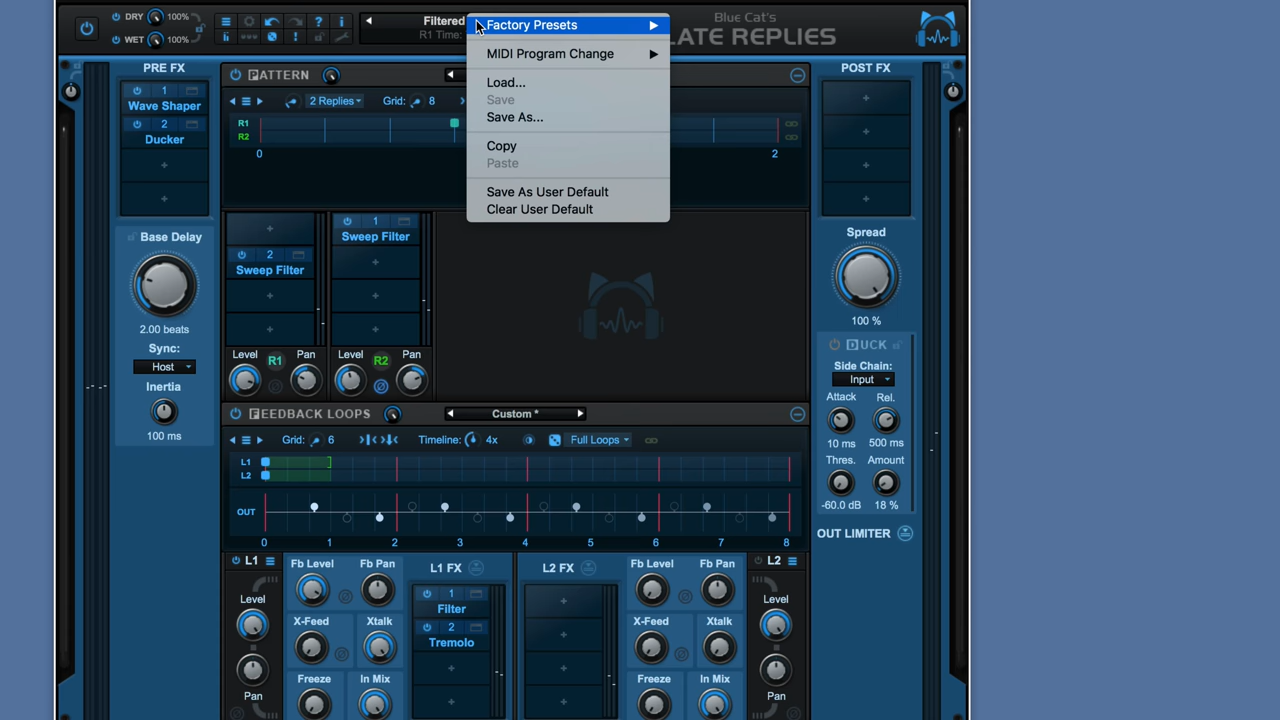 DRY 100%
WET 100%
Filtered
R1 Time:
Blue Cat's
LATE REPLIES
Factory Presets
MIDI Program Change
Load...
Save
Save As...
Copy
Paste
Save As User Default
Clear User Default
PRE FX
1
Wave Shaper
2
Ducker
Base Delay
2.00 beats
Sync:
Host
Inertia
100 ms
PATTERN
2 Replies
Grid: 8
R1
R2
0
2
2
Sweep Filter
1
Sweep Filter
Level
R1
Pan
Level
R2
Pan
FEEDBACK LOOPS
Custom *
Grid: 6
Timeline: 4x
Full Loops
L1
L2
OUT
0 1 2 3 4 5 6 7 8
L1
Level
Pan
Fb Level
Fb Pan
X-Feed
Xtalk
Freeze
In Mix
L1 FX
1
Filter
2
Tremolo
L2 FX
Fb Level
Fb Pan
X-Feed
Xtalk
Freeze
In Mix
L2
Level
Pan
POST FX
Spread
100 %
DUCK
Side Chain:
Input
Attack
Rel.
10 ms
500 ms
Thres.
Amount
-60.0 dB
18 %
OUT LIMITER